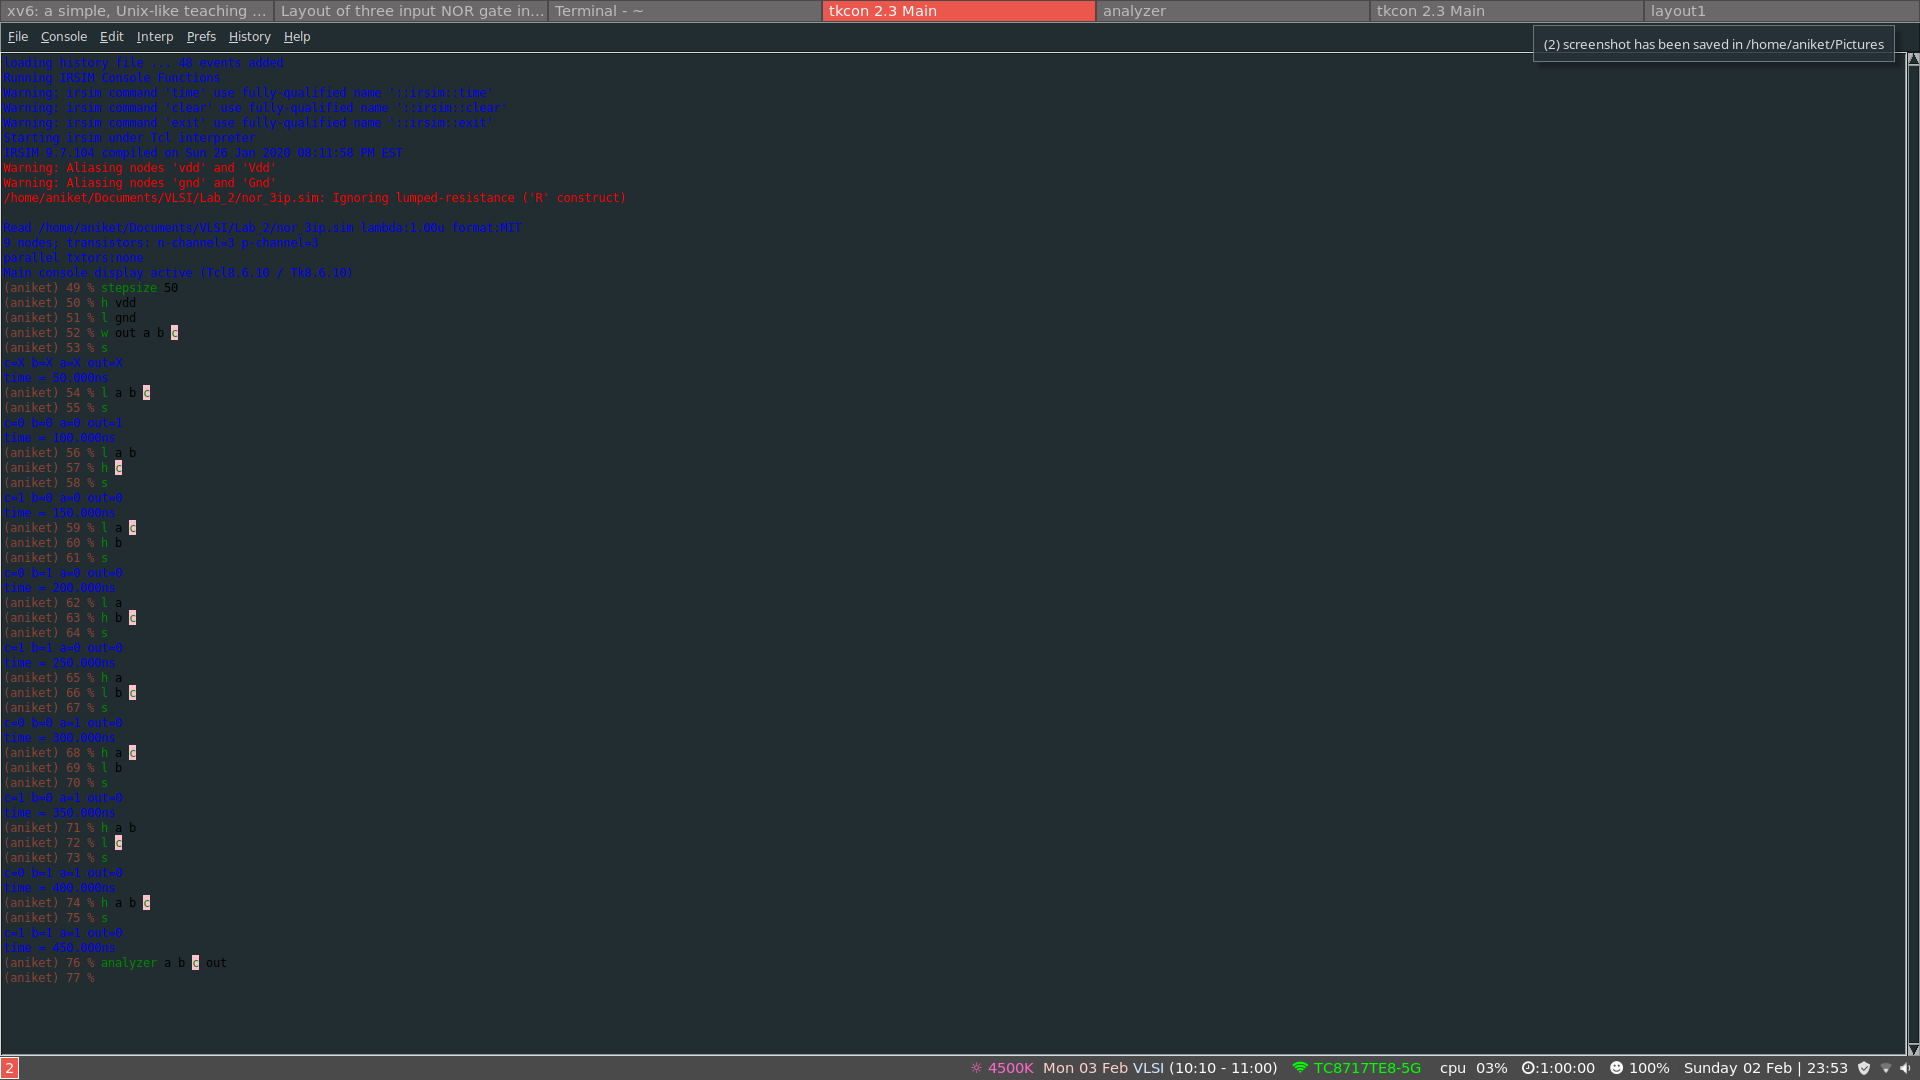 xv6: a simple, Unix-like teaching ...
Layout of three input NOR gate in...
Terminal - ~
tkcon 2.3 Main
analyzer
tkcon 2.3 Main
layout1
File Console Edit Interp Prefs History Help
(2) screenshot has been saved in /home/aniket/Pictures
loading history file ... 48 events added
Running IRSIM Console Functions
Warning: irsim command 'time' use fully-qualified name '::irsim::time'
Warning: irsim command 'clear' use fully-qualified name '::irsim::clear'
Warning: irsim command 'exit' use fully-qualified name '::irsim::exit'
Starting irsim under Tcl interpreter
IRSIM 9.7.104 compiled on Sun 26 Jan 2020 08:11:58 PM EST
Warning: Aliasing nodes 'vdd' and 'Vdd'
Warning: Aliasing nodes 'gnd' and 'Gnd'
/home/aniket/Documents/VLSI/Lab_2/nor_3ip.sim: Ignoring lumped-resistance ('R' construct)
Read /home/aniket/Documents/VLSI/Lab_2/nor_3ip.sim lambda:1.00u format:MIT
9 nodes; transistors: n-channel=3 p-channel=3
parallel txtors:none
Main console display active (Tcl8.6.10 / Tk8.6.10)
(aniket) 49 % stepsize 50
(aniket) 50 % h vdd
(aniket) 51 % l gnd
(aniket) 52 % w out a b c
(aniket) 53 % s
c=X b=X a=X out=X
time = 50.000ns
(aniket) 54 % l a b c
(aniket) 55 % s
c=0 b=0 a=0 out=1
time = 100.000ns
(aniket) 56 % l a b
(aniket) 57 % h c
(aniket) 58 % s
c=1 b=0 a=0 out=0
time = 150.000ns
(aniket) 59 % l a c
(aniket) 60 % h b
(aniket) 61 % s
c=0 b=1 a=0 out=0
time = 200.000ns
(aniket) 62 % l a
(aniket) 63 % h b c
(aniket) 64 % s
c=1 b=1 a=0 out=0
time = 250.000ns
(aniket) 65 % h a
(aniket) 66 % l b c
(aniket) 67 % s
c=0 b=0 a=1 out=0
time = 300.000ns
(aniket) 68 % h a c
(aniket) 69 % l b
(aniket) 70 % s
c=1 b=0 a=1 out=0
time = 350.000ns
(aniket) 71 % h a b
(aniket) 72 % l c
(aniket) 73 % s
c=0 b=1 a=1 out=0
time = 400.000ns
(aniket) 74 % h a b c
(aniket) 75 % s
c=1 b=1 a=1 out=0
time = 450.000ns
(aniket) 76 % analyzer a b c out
(aniket) 77 %
2
4500K Mon 03 Feb VLSI (10:10 - 11:00) TC8717TE8-5G cpu 03% :1:00:00 100% Sunday 02 Feb | 23:53